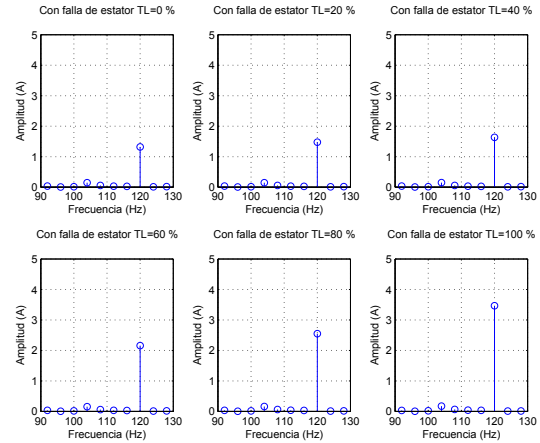 Con falla de estator TL=0 %
Con falla de estator TL=20 %
Con falla de estator TL=40 %
5
4
3
2
1
0
Amplitud (A)
90 100 110 120 130
Frecuencia (Hz)
5
4
3
2
1
0
Amplitud (A)
90 100 110 120 130
Frecuencia (Hz)
5
4
3
2
1
0
Amplitud (A)
90 100 110 120 130
Frecuencia (Hz)
Con falla de estator TL=60 %
Con falla de estator TL=80 %
Con falla de estator TL=100 %
5
4
3
2
1
0
Amplitud (A)
90 100 110 120 130
Frecuencia (Hz)
5
4
3
2
1
0
Amplitud (A)
90 100 110 120 130
Frecuencia (Hz)
5
4
3
2
1
0
Amplitud (A)
90 100 110 120 130
Frecuencia (Hz)